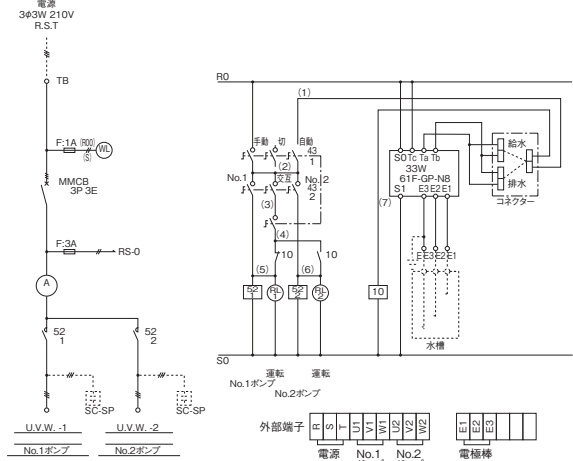 電源
3φ3W 210V
R.S.T
TB
F:1A (R00)
(S)
WL
MMCB
3P 3E
F:3A
RS-0
A
52
1
52
2
SC-SP
SC-SP
U.V.W. -1
U.V.W. -2
No.1ポンプ
No.2ポンプ
R0
(1)
手動 切 自動
43
1
(2)
No.1 交互 No.2
43
2
(3)
(4)
10
10
(5)
(6)
52
1
RL
1
52
2
RL
2
10
(7)
S0 Tc Ta Tb
33W
61F-GP-N8
S1 E3 E2 E1
給水
排水
コネクター
E E3 E2 E1
水槽
S0
運転
運転
No.1ポンプ
No.2ポンプ
外部端子 R S T U1 V1 W1 U2 V2 W2
E1 E2 E3
電源 No.1 No.2
電極棒